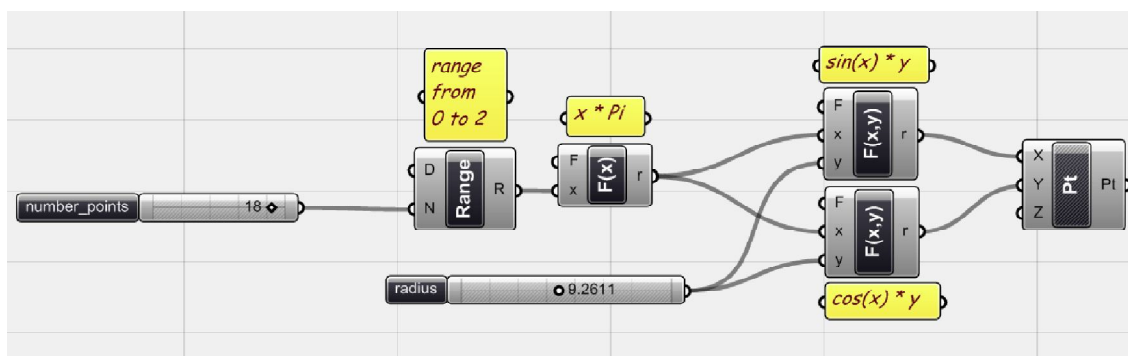 range
from
0 to 2
x * Pi
sin(x) * y
D
N
Range
R
F
x
F(x)
r
F
x
y
F(x,y)
r
F
x
y
F(x,y)
r
X
Y
Z
Pt
Pt
number_points
18
radius
9.2611
cos(x) * y